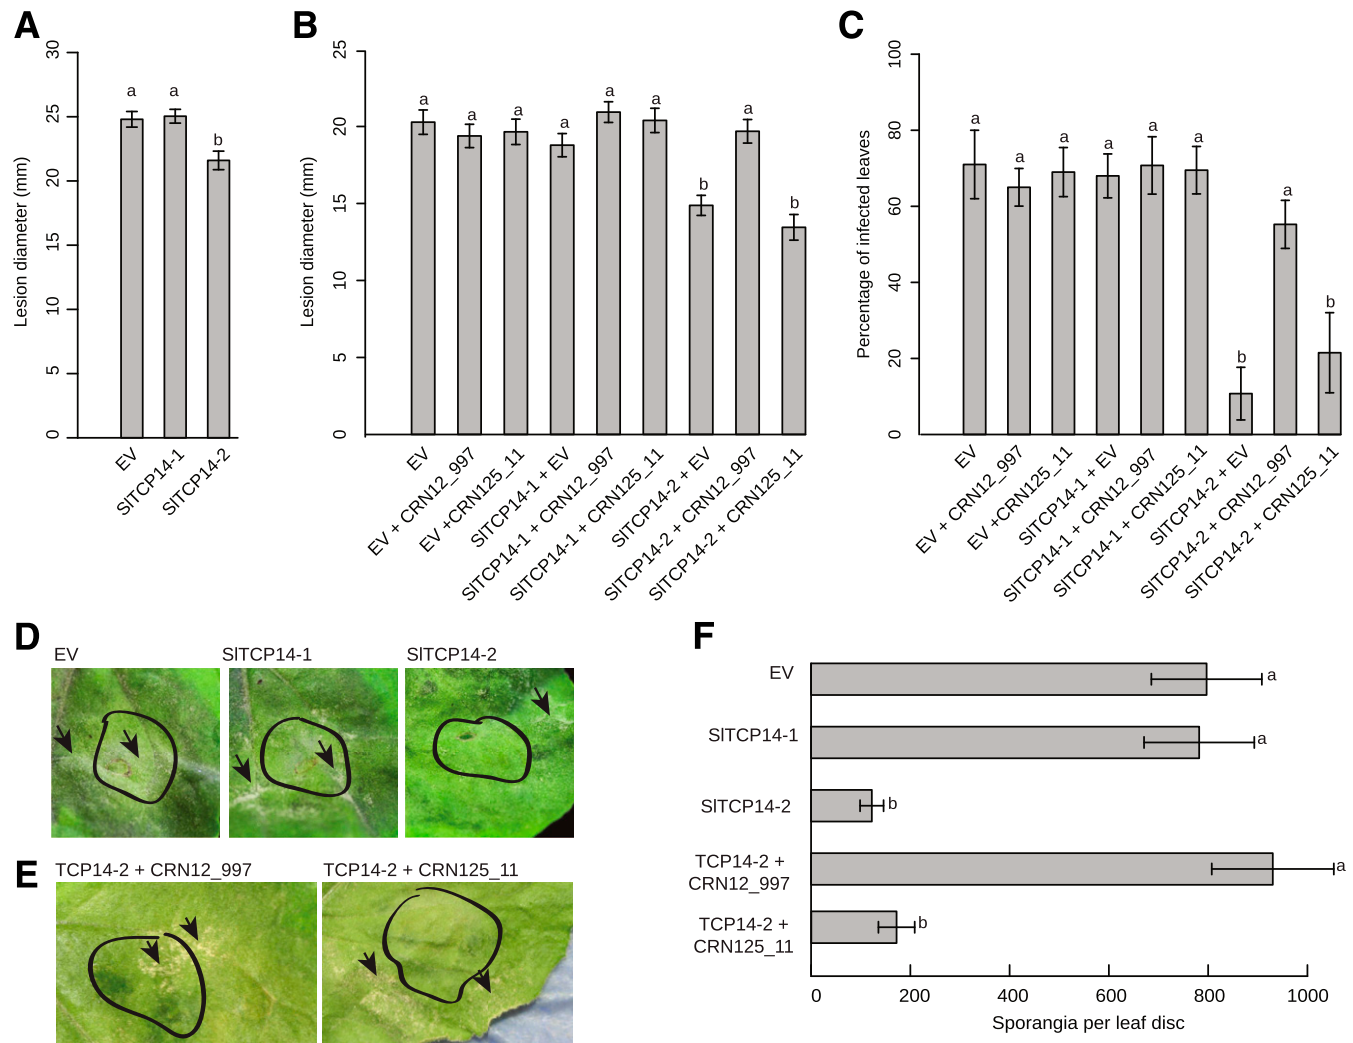 A
30
25
20
15
10
5
0
Lesion diameter (mm)
a
a
b
EV
SlTCP14-1
SlTCP14-2
B
25
20
15
10
5
0
Lesion diameter (mm)
a
a
a
a
a
a
b
a
b
EV
EV + CRN12_997
EV +CRN125_11
SlTCP14-1 + EV
SlTCP14-1 + CRN12_997
SlTCP14-1 + CRN125_11
SlTCP14-2 + EV
SlTCP14-2 + CRN12_997
SlTCP14-2 + CRN125_11
C
100
80
60
40
20
0
Percentage of infected leaves
a
a
a
a
a
a
b
a
b
EV
EV + CRN12_997
EV +CRN125_11
SlTCP14-1 + EV
SlTCP14-1 + CRN12_997
SlTCP14-1 + CRN125_11
SlTCP14-2 + EV
SlTCP14-2 + CRN12_997
SlTCP14-2 + CRN125_11
D
EV
SlTCP14-1
SlTCP14-2
E
TCP14-2 + CRN12_997
TCP14-2 + CRN125_11
F
EV
a
SlTCP14-1
a
SlTCP14-2
b
TCP14-2 +
CRN12_997
a
TCP14-2 +
CRN125_11
b
0
200
400
600
800
1000
Sporangia per leaf disc